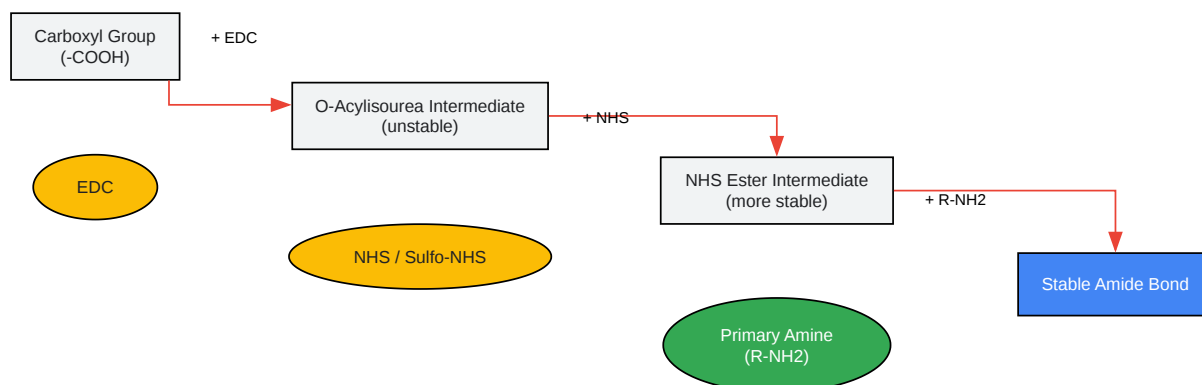 Carboxyl Group
(-COOH)
+ EDC
O-Acylisourea Intermediate
(unstable)
+ NHS
EDC
NHS Ester Intermediate
(more stable)
+ R-NH2
NHS / Sulfo-NHS
Stable Amide Bond
Primary Amine
(R-NH2)